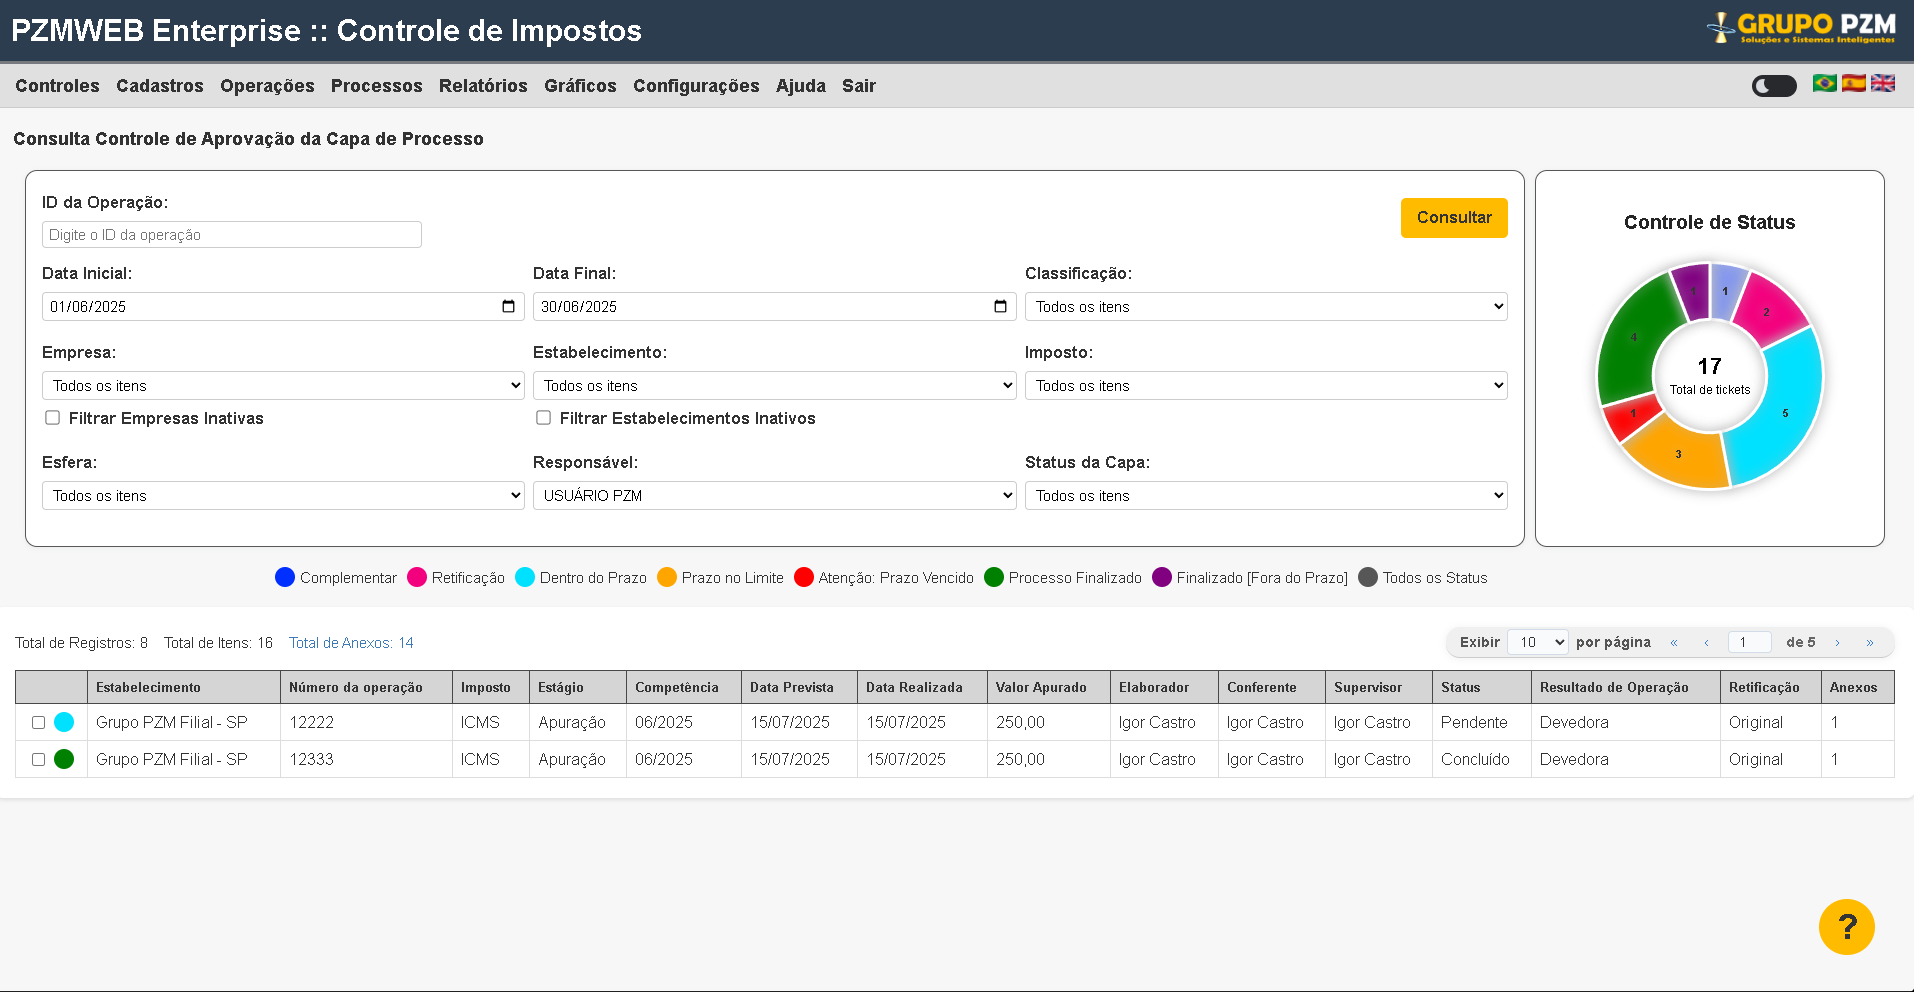 PZMWEB Enterprise :: Controle de Impostos
GRUPO PZM
Soluções e Sistemas Inteligentes
Controles Cadastros Operações Processos Relatórios Gráficos Configurações Ajuda Sair
Consulta Controle de Aprovação da Capa de Processo
ID da Operação:
Digite o ID da operação
Consultar
Data Inicial: Data Final: Classificação:
01/06/2025 30/06/2025 Todos os itens
Empresa: Estabelecimento: Imposto:
Todos os itens Todos os itens Todos os itens
Filtrar Empresas Inativas Filtrar Estabelecimentos Inativos
Esfera: Responsável: Status da Capa:
Todos os itens USUÁRIO PZM Todos os itens
Controle de Status
1 1
2
4
17
Total de tickets
1 5
3
Complementar Retificação Dentro do Prazo Prazo no Limite Atenção: Prazo Vencido Processo Finalizado Finalizado [Fora do Prazo] Todos os Status
Total de Registros: 8 Total de Itens: 16 Total de Anexos: 14
Exibir 10 por página « ‹ 1 de 5 › »
Estabelecimento Número da operação Imposto Estágio Competência Data Prevista Data Realizada Valor Apurado Elaborador Conferente Supervisor Status Resultado de Operação Retificação Anexos
Grupo PZM Filial - SP 12222 ICMS Apuração 06/2025 15/07/2025 15/07/2025 250,00 Igor Castro Igor Castro Igor Castro Pendente Devedora Original 1
Grupo PZM Filial - SP 12333 ICMS Apuração 06/2025 15/07/2025 15/07/2025 250,00 Igor Castro Igor Castro Igor Castro Concluído Devedora Original 1
?